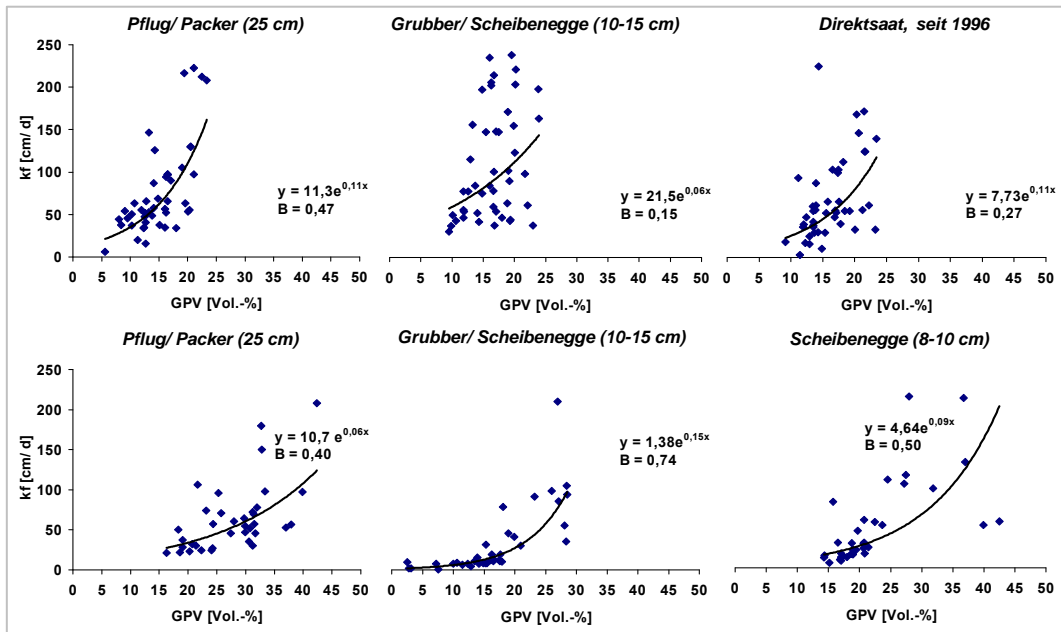 Pflug/ Packer (25 cm)
Grubber/ Scheibenegge (10-15 cm)
Direktsaat, seit 1996
kf [cm/ d]
250
200
150
100
50
0
y = 11,3e^0,11x
B = 0,47
y = 21,5e^0,06x
B = 0,15
y = 7,73e^0,11x
B = 0,27
0 5 10 15 20 25 30 35 40 45 50
0 5 10 15 20 25 30 35 40 45 50
0 5 10 15 20 25 30 35 40 45 50
GPV [Vol.-%]
GPV [Vol.-%]
GPV [Vol.-%]
Pflug/ Packer (25 cm)
Grubber/ Scheibenegge (10-15 cm)
Scheibenegge (8-10 cm)
kf [cm/ d]
250
200
150
100
50
0
y = 10,7 e^0,06x
B = 0,40
y = 1,38e^0,15x
B = 0,74
y = 4,64e^0,09x
B = 0,50
0 5 10 15 20 25 30 35 40 45 50
0 5 10 15 20 25 30 35 40 45 50
0 5 10 15 20 25 30 35 40 45 50
GPV [Vol.-%]
GPV [Vol.-%]
GPV [Vol.-%]